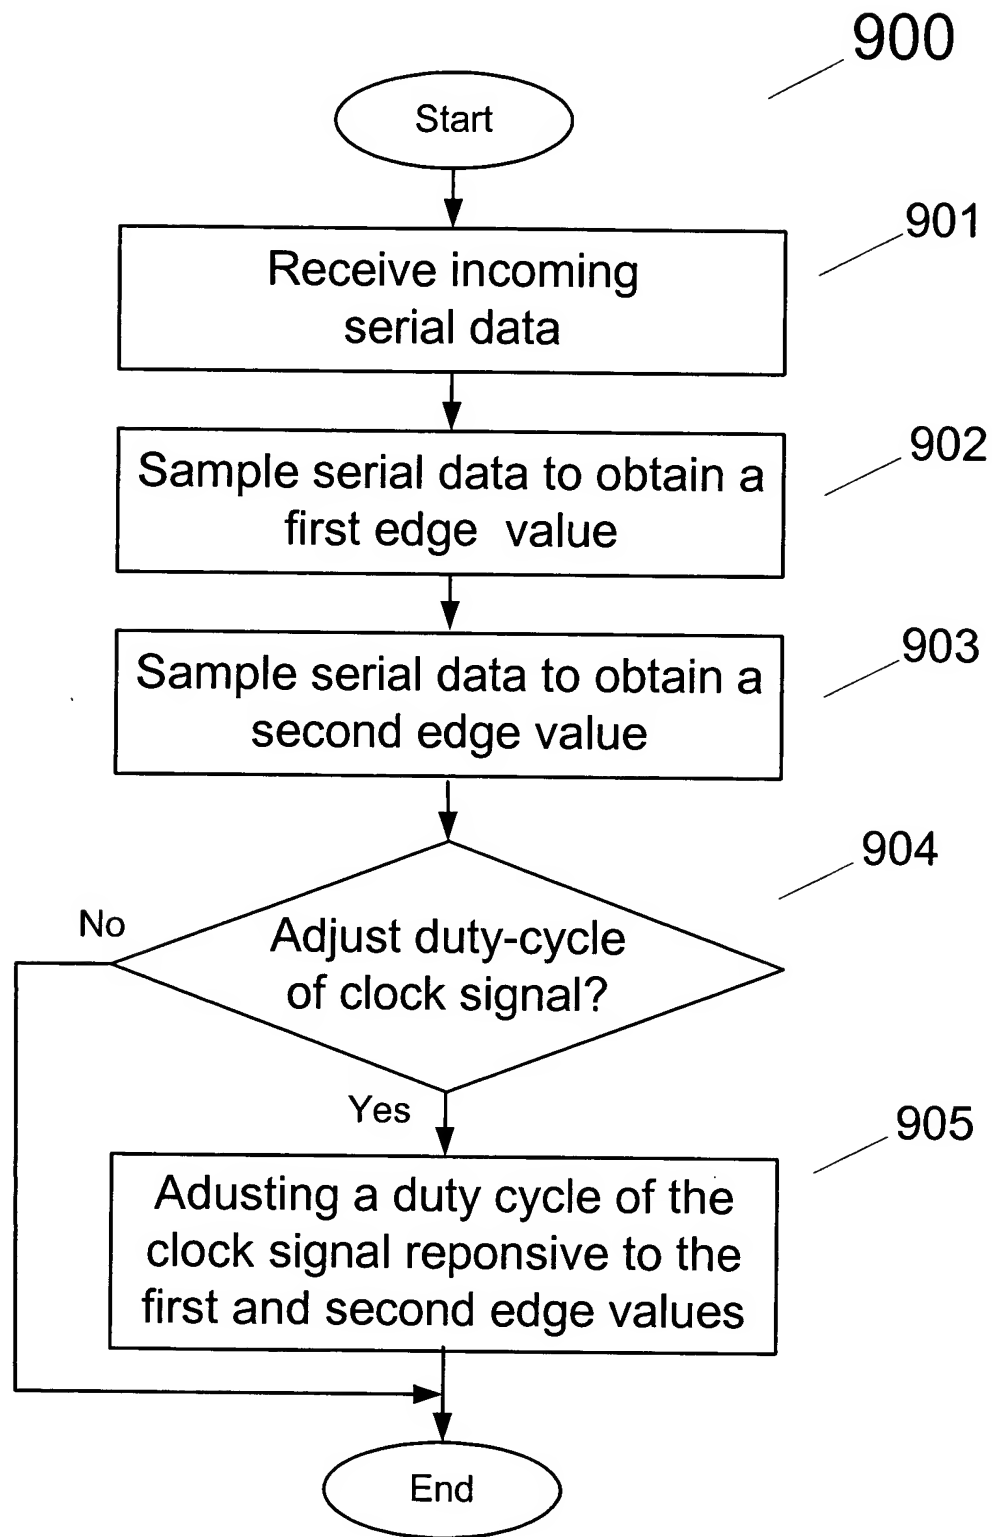 900
Start
901
Receive incoming
serial data
902
Sample serial data to obtain a
first edge value
903
Sample serial data to obtain a
second edge value
904
No
Adjust duty-cycle
of clock signal?
Yes
905
Adusting a duty cycle of the
clock signal reponsive to the
first and second edge values
End